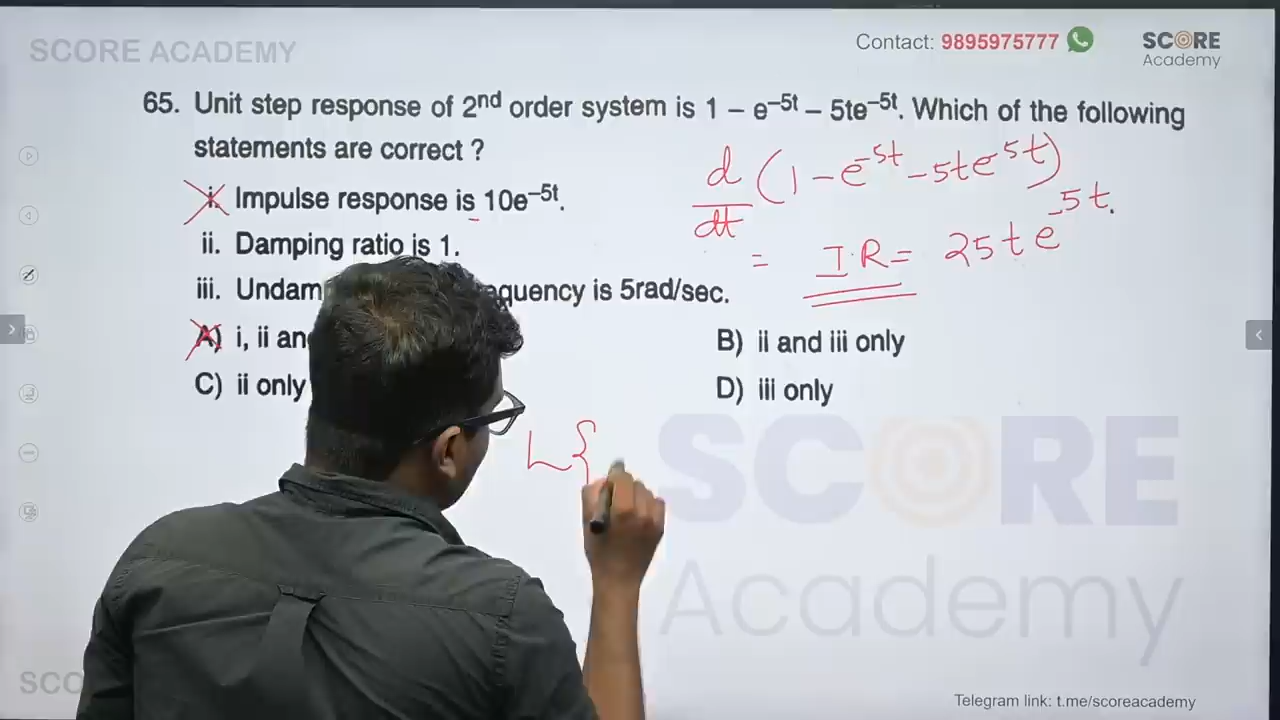 SCORE ACADEMY
Contact: 9895975777
SCORE
Academy
65. Unit step response of 2nd order system is 1 – e–5t – 5te–5t. Which of the following
statements are correct ?
i. Impulse response is 10e–5t.
ii. Damping ratio is 1.
iii. Undam quency is 5rad/sec.
A) i, ii an
B) ii and iii only
C) ii only
D) iii only
d/dt (1 – e-5t – 5te5t)
= I.R = 25te-5t.
L{
SCORE
Academy
SCO
Telegram link: t.me/scoreacademy